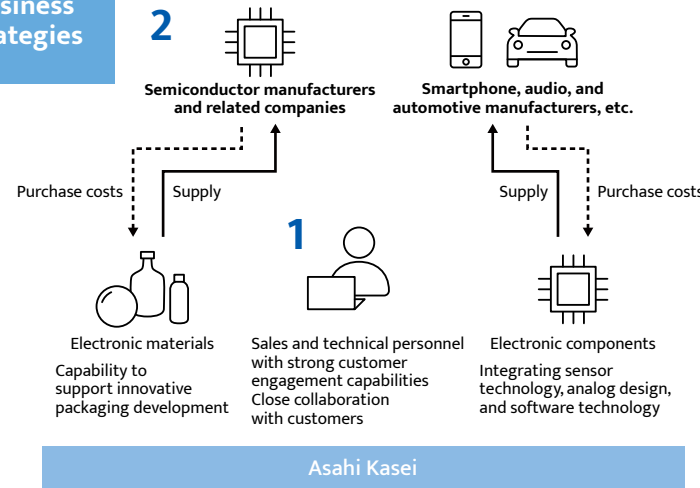 ategies
2
Semiconductor manufacturers
and related companies
Smartphone, audio, and
automotive manufacturers, etc.
Purchase costs
Supply
Supply
Purchase costs
1
Electronic materials
Capability to
support innovative
packaging development
Sales and technical personnel
with strong customer
engagement capabilities
Close collaboration
with customers
Electronic components
Integrating sensor
technology, analog design,
and software technology
Asahi Kasei